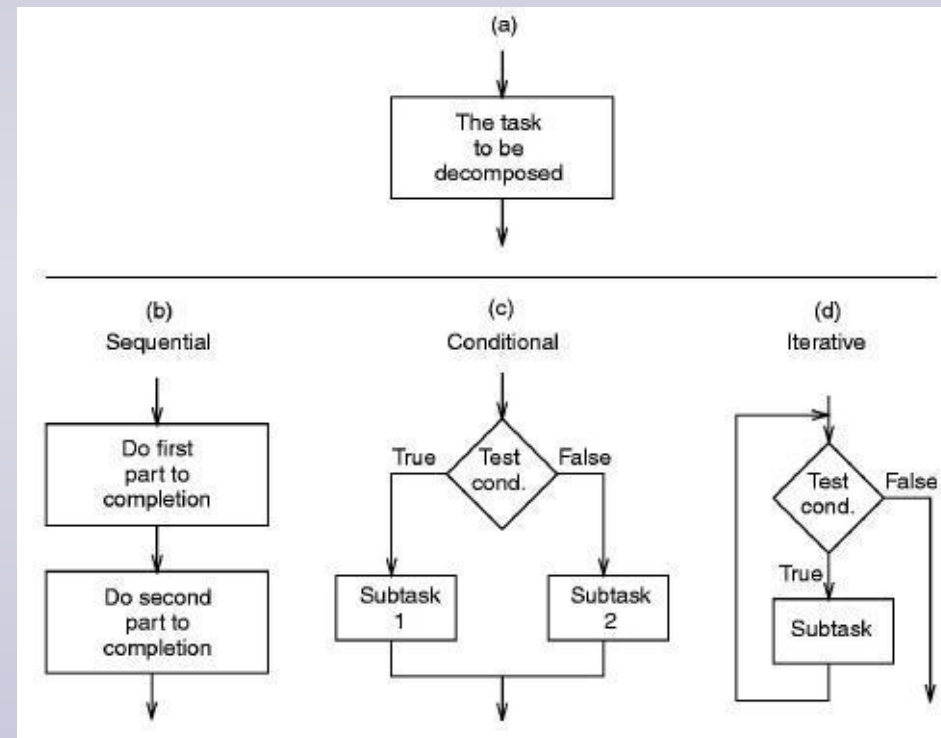 (a)
The task
to be
decomposed
(b)
Sequential
Do first
part to
completion
Do second
part to
completion
(c)
Conditional
True
Test
cond.
False
Subtask
1
Subtask
2
(d)
Iterative
Test
cond.
False
True
Subtask